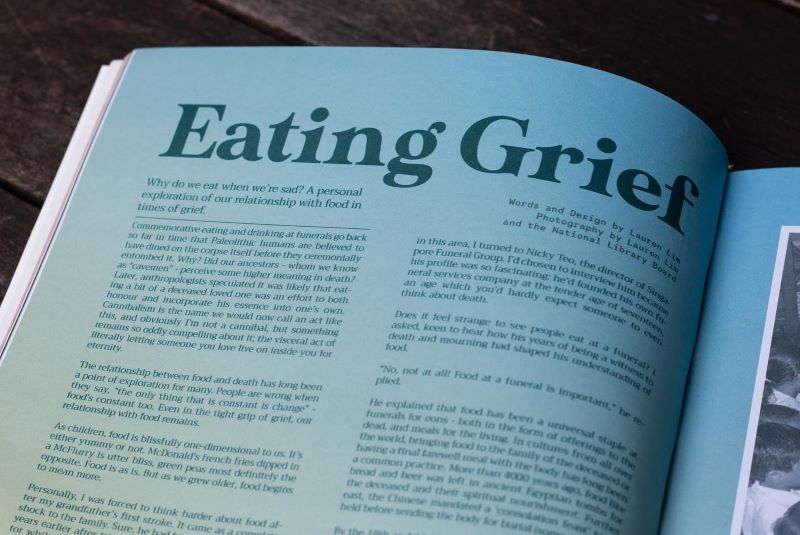 Eating Grief
Why do we eat when we're sad? A personal
exploration of our relationship with food in
times of grief.
Words and Design by Lauren Lim
Photography by Lauren Lim
and the National Library Board
Commemorative eating and drinking at funerals go back
so far in time that Paleolithic humans are believed to
have dined on the corpse itself before they ceremonially
entombed it. Why? Did our ancestors - whom we know
as "cavemen" - perceive some higher meaning in death?
Later, anthropologists speculated it was likely that eat-
ing a bit of a deceased loved one was an effort to both
honour and incorporate his essence into one's own.
Cannibalism is the name we would now call an act like
this, and obviously I'm not a cannibal, but something
remains so oddly compelling about it; the visceral act of
literally letting someone you love live on inside you for
eternity.
The relationship between food and death has long been
a point of exploration for many. People are wrong when
they say, "the only thing that is constant is change" -
food's constant too. Even in the tight grip of grief, our
relationship with food remains.
As children, food is blissfully one-dimensional to us. It's
either yummy or not. McDonald's french fries dipped in
a McFlurry is utter bliss, green peas most definitely the
opposite. Food is as is. But as we grew older, food begins
to mean more.
Personally, I was forced to think harder about food af-
ter my grandfather's first stroke. It came as a
shock to the family. Sure, he had
years earlier after
in this area, I turned to Nicky Teo, the director of Singa-
pore Funeral Group. I'd chosen to interview him because
his profile was so fascinating: he'd founded his own fu-
neral services company at the tender age of seventeen,
an age which you'd hardly expect someone to even
think about death.
Does it feel strange to see people eat at a funeral? I
asked, keen to hear how his years of being a witness to
death and mourning had shaped his understanding of
food.
"No, not at all! Food at a funeral is important," he re-
plied.
He explained that food has been a universal staple at
funerals for eons - both in the form of offerings to the
dead, and meals for the living. In cultures from all over
the world, bringing food to the family of the deceased or
having a final farewell meal with the body has long been
a common practice. More than 4000 years ago, food like
bread and beer was left in ancient Egyptian tombs for
the deceased and their spiritual nourishment. Further
east, the Chinese mandated a "consolation feast" to be
held before sending the body for burial
By the 18th and